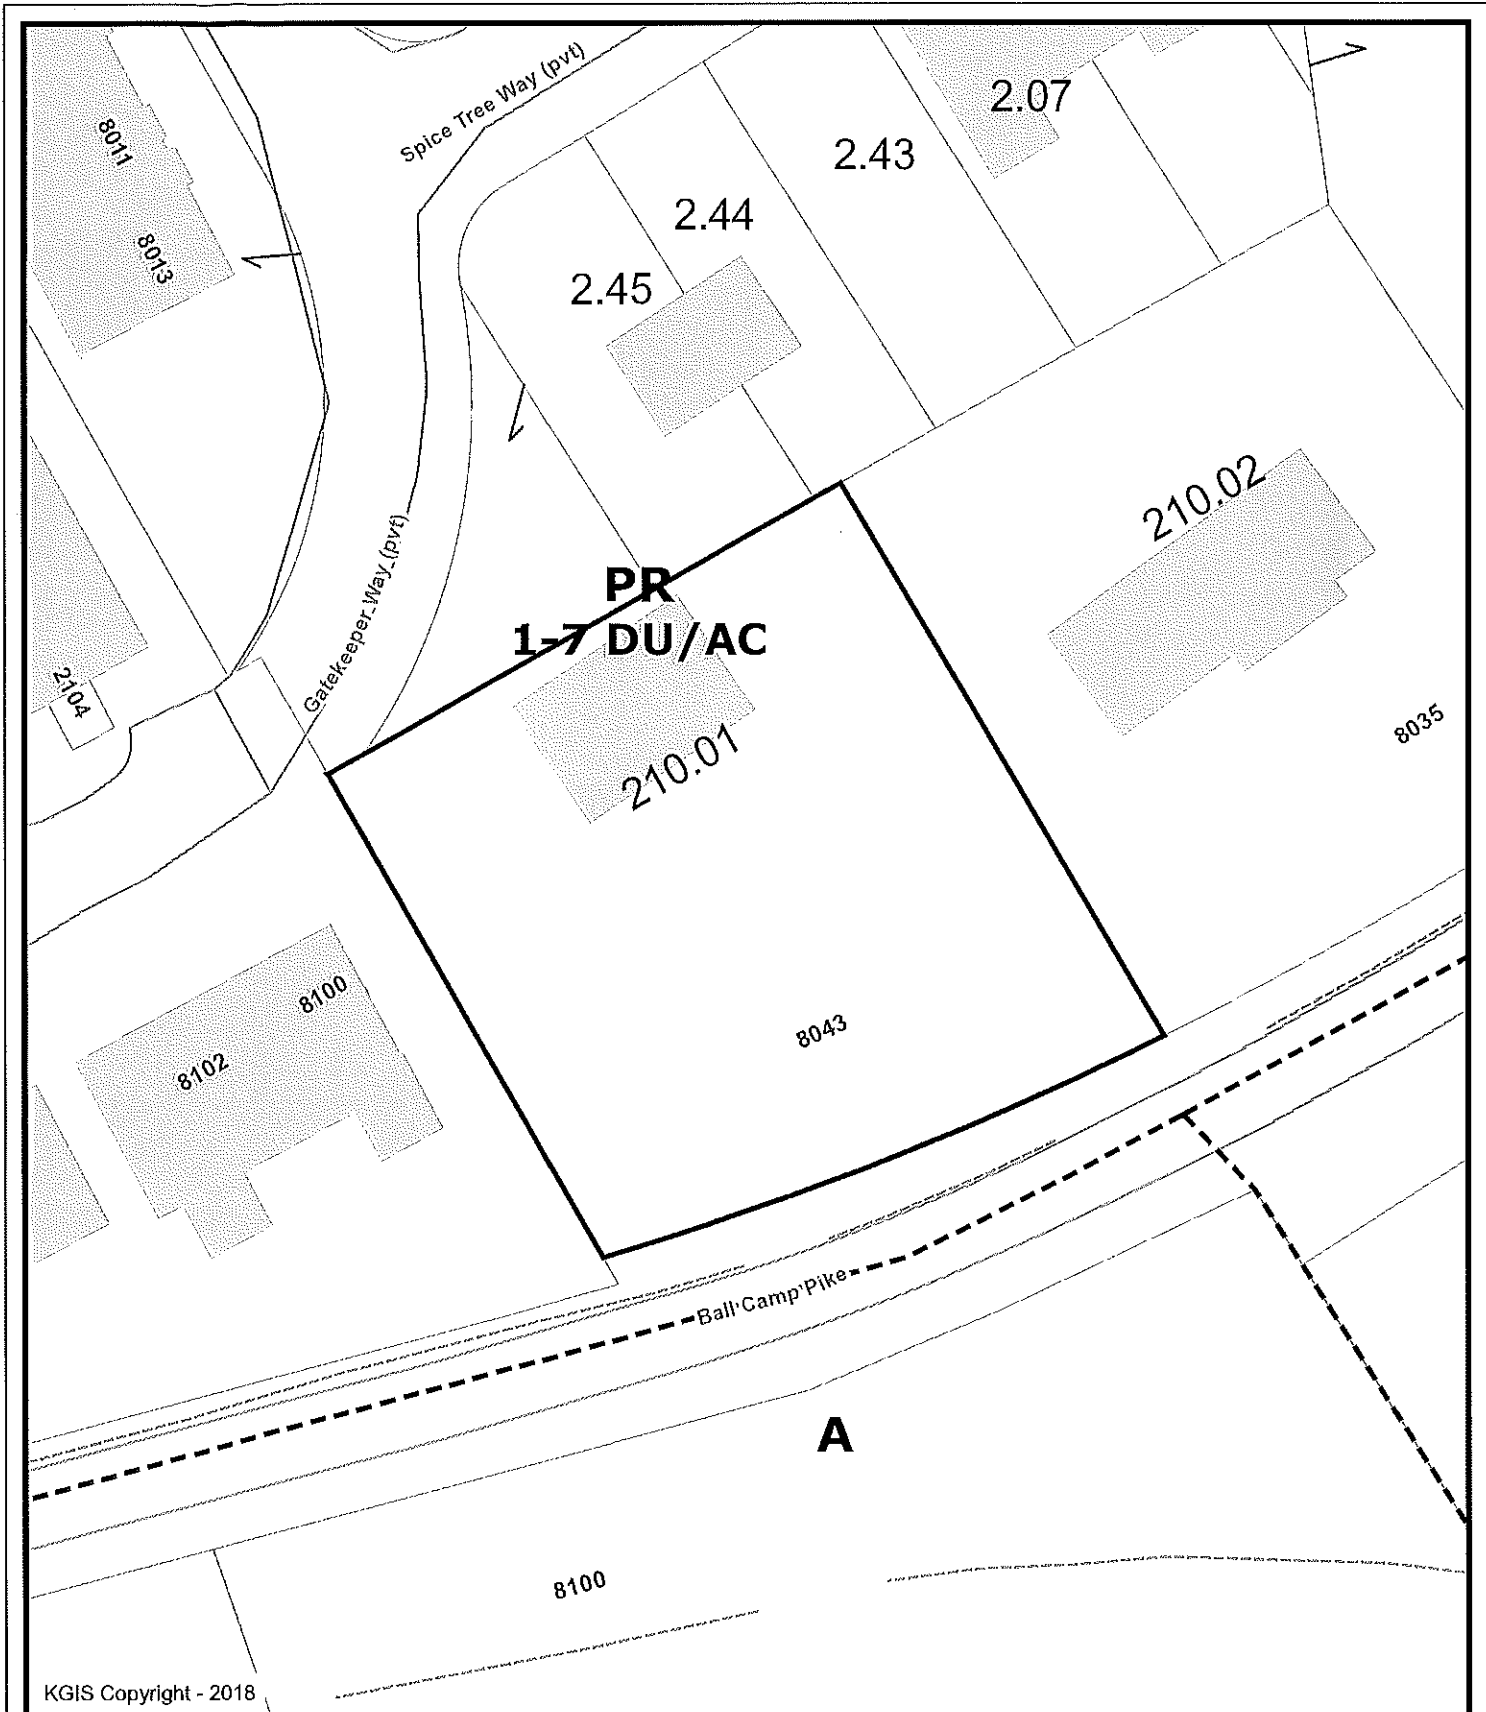 Spice Tree Way (pvt)
2.07
8011
2.43
2.44
8013
2.45
210.02
PR
1-7 DU/AC
Gatekeeper Way (pvt)
2104
210.01
8035
8100
8043
8102
Ball Camp Pike
A
8100
KGIS Copyright - 2018